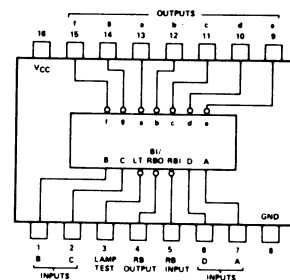 OUTPUTS
f g a b c d e
16 15 14 13 12 11 10 9
VCC
f g a b c d e
BI/
B C LT RBO RBI D A
GND
1 2 3 4 5 6 7 8
B C LAMP TEST RB OUTPUT RB INPUT D A
INPUTS INPUTS